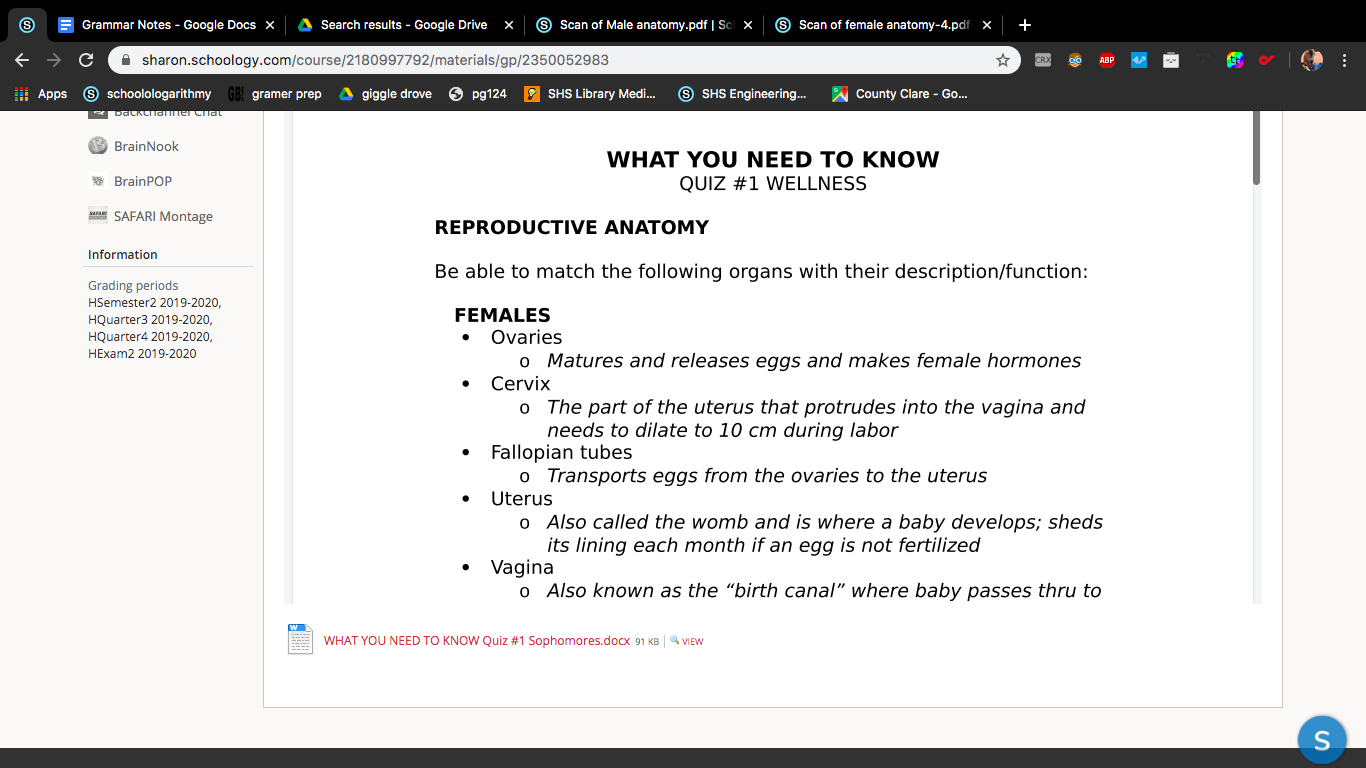 Grammar Notes - Google Docs
Search results - Google Drive
Scan of Male anatomy.pdf | Sc
Scan of female anatomy-4.pdf
sharon.schoology.com/course/2180997792/materials/gp/2350052983
CRX
ABP
Apps
schoolologarithmy
GB!
gramer prep
giggle drove
pg124
SHS Library Medi...
SHS Engineering...
County Clare - Go...
Backchannel Chat
BrainNook
BrainPOP
SAFARI Montage
Information
Grading periods
HSemester2 2019-2020,
HQuarter3 2019-2020,
HQuarter4 2019-2020,
HExam2 2019-2020
WHAT YOU NEED TO KNOW
QUIZ #1 WELLNESS
REPRODUCTIVE ANATOMY
Be able to match the following organs with their description/function:
FEMALES
• Ovaries
o Matures and releases eggs and makes female hormones
• Cervix
o The part of the uterus that protrudes into the vagina and
needs to dilate to 10 cm during labor
• Fallopian tubes
o Transports eggs from the ovaries to the uterus
• Uterus
o Also called the womb and is where a baby develops; sheds
its lining each month if an egg is not fertilized
• Vagina
o Also known as the “birth canal” where baby passes thru to
WHAT YOU NEED TO KNOW Quiz #1 Sophomores.docx 91 KB VIEW
S